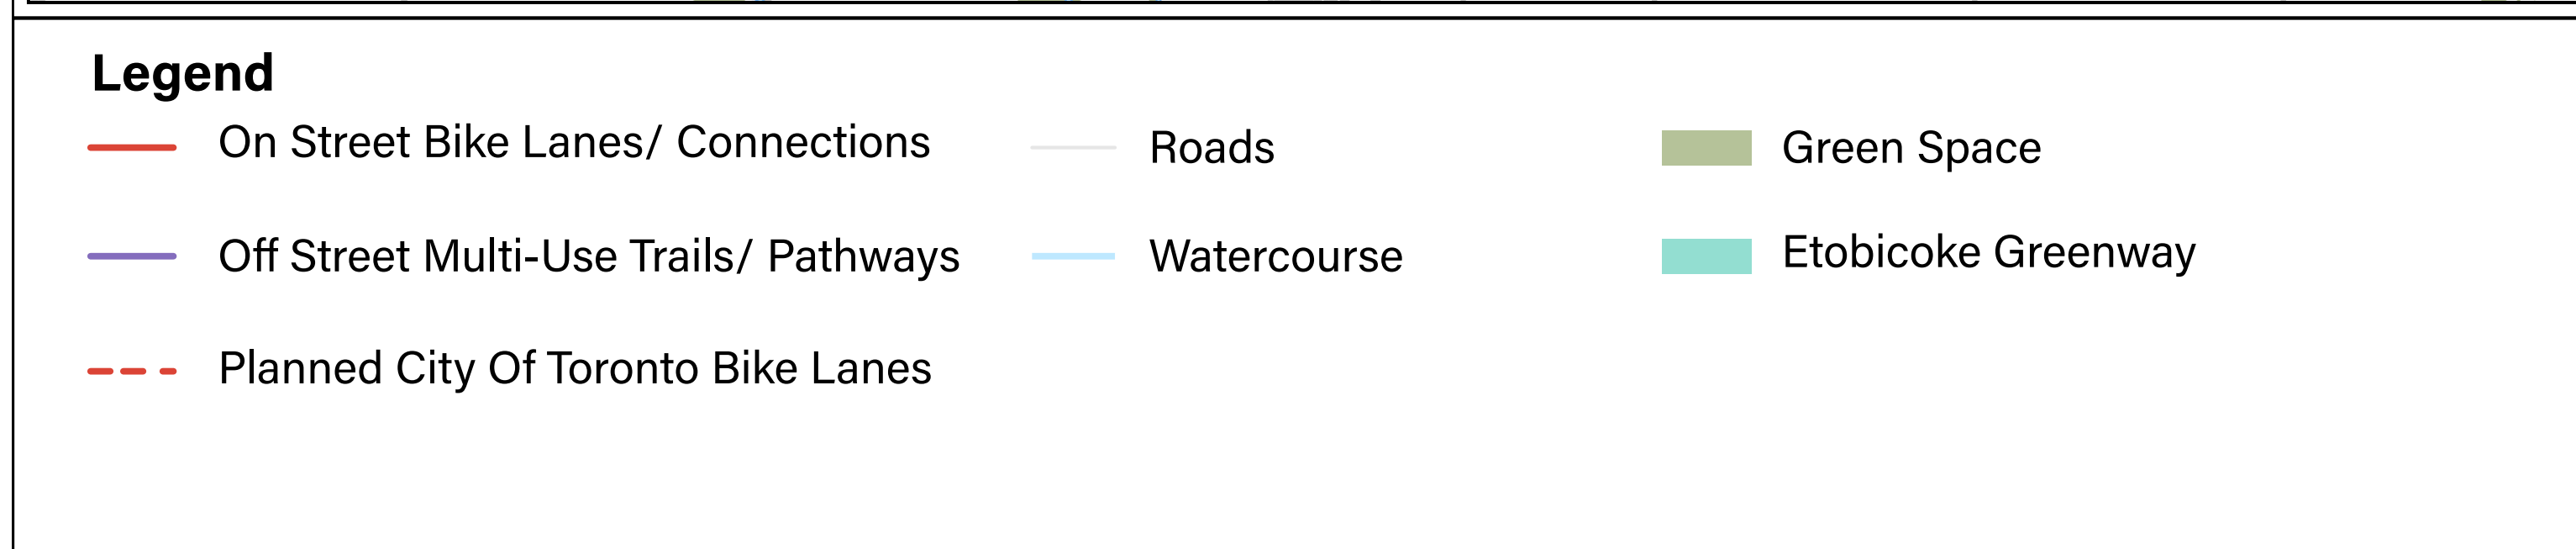 Legend
On Street Bike Lanes/ Connections
Off Street Multi-Use Trails/ Pathways
Planned City Of Toronto Bike Lanes
Roads
Watercourse
Green Space
Etobicoke Greenway